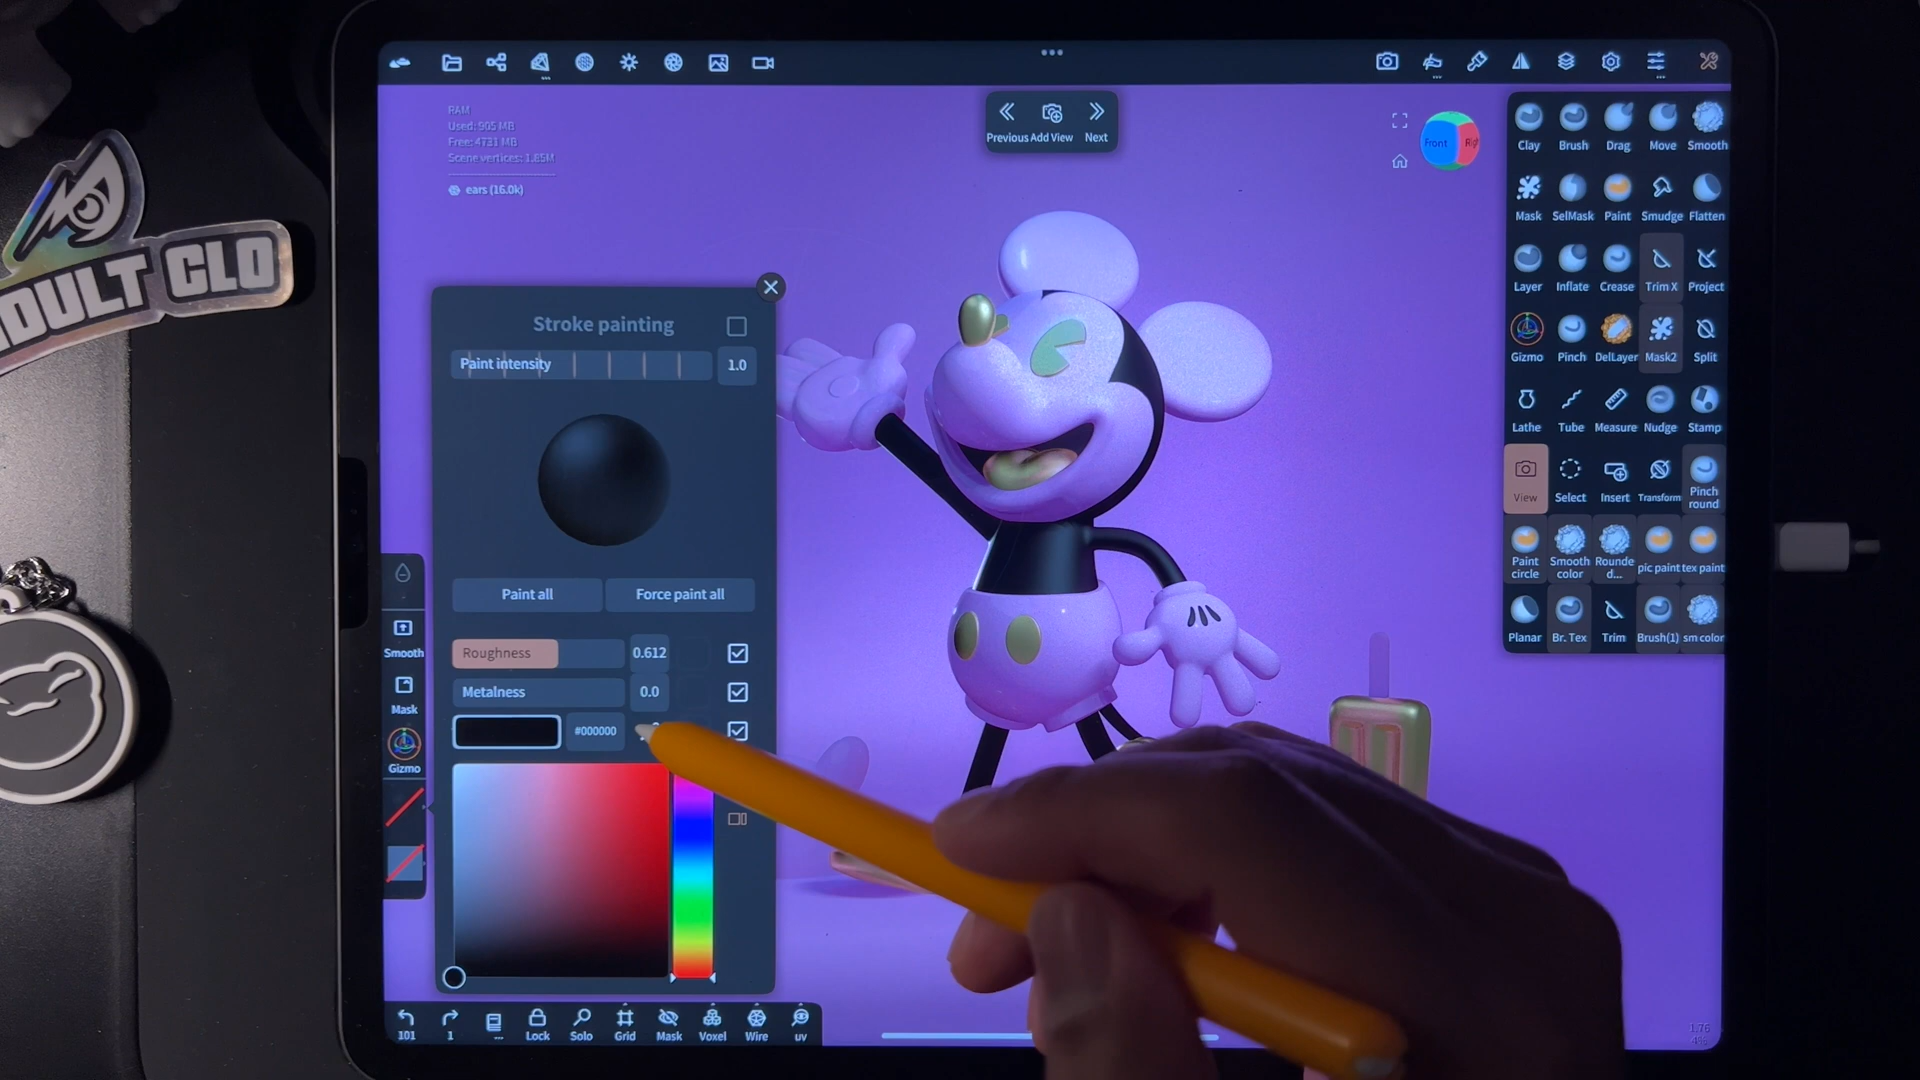 RAM
Used: 905 MB
Free: 4731 MB
Scene vertices: 1.85M
ears (16.0k)
Previous Add View Next
Front
DULT CLO
Stroke painting
Paint intensity 1.0
Paint all Force paint all
Roughness 0.612
Metalness 0.0
#000000
Smooth
Mask
Gizmo
Clay Brush Drag Move Smooth
Mask SelMask Paint Smudge Flatten
Layer Inflate Crease Trim X Project
Gizmo Pinch DelLayer Mask2 Split
Lathe Tube Measure Nudge Stamp
View Select Insert Transform Pinch round
Paint circle Smooth color Rounded... pic paint tex paint
Planar Br. Tex Trim Brush(1) sm color
101 1 ... Lock Solo Grid Mask Voxel Wire uv